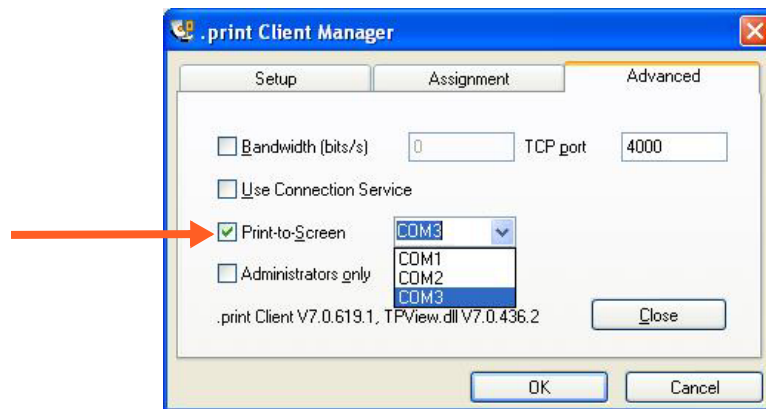 .print Client Manager
Setup Assignment Advanced
Bandwidth (bits/s) 0 TCP port 4000
Use Connection Service
Print-to-Screen COM3
COM1
COM2
Administrators only
COM3
.print Client V7.0.619.1, TPView.dll V7.0.436.2 Close
OK Cancel